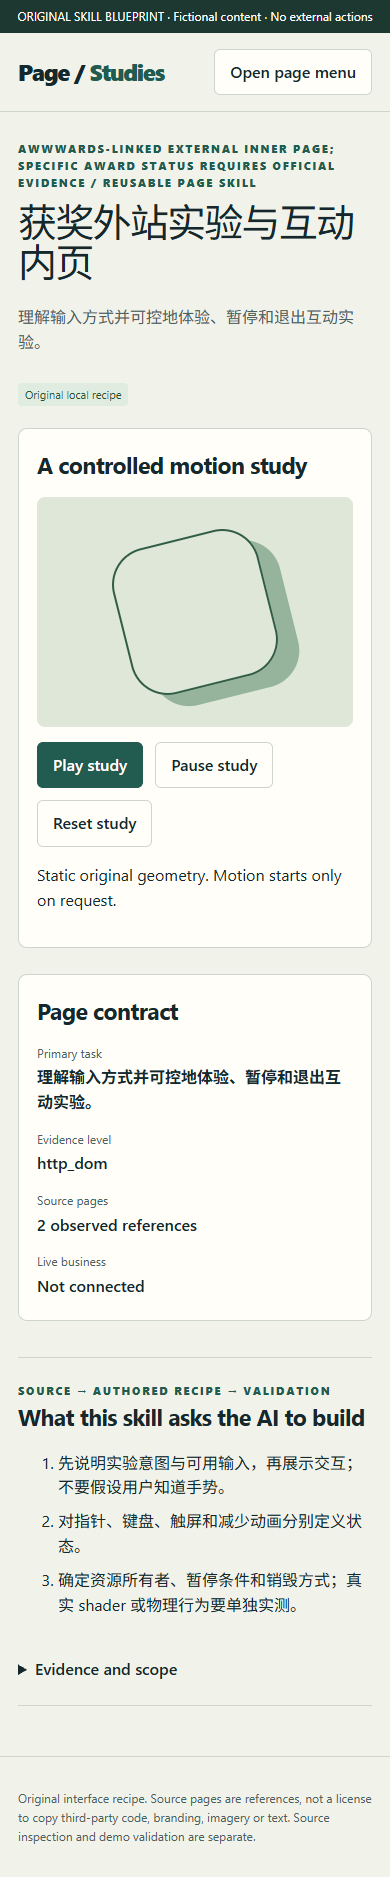 ORIGINAL SKILL BLUEPRINT · Fictional content · No external actions
Page / Studies
Open page menu
AWWWARDS-LINKED EXTERNAL INNER PAGE;
SPECIFIC AWARD STATUS REQUIRES OFFICIAL
EVIDENCE / REUSABLE PAGE SKILL
获奖外站实验与互动
内页
理解输入方式并可控地体验、暂停和退出互动实
验。
Original local recipe
A controlled motion study
Play study
Pause study
Reset study
Static original geometry. Motion starts only
on request.
Page contract
Primary task
理解输入方式并可控地体验、暂停和退出互
动实验。
Evidence level
http_dom
Source pages
2 observed references
Live business
Not connected
SOURCE → AUTHORED RECIPE → VALIDATION
What this skill asks the AI to build
1. 先说明实验意图与可用输入，再展示交互；
不要假设用户知道手势。
2. 对指针、键盘、触屏和减少动画分别定义状
态。
3. 确定资源所有者、暂停条件和销毁方式；真
实 shader 或物理行为要单独实测。
Evidence and scope
Original interface recipe. Source pages are references, not a license
to copy third-party code, branding, imagery or text. Source
inspection and demo validation are separate.